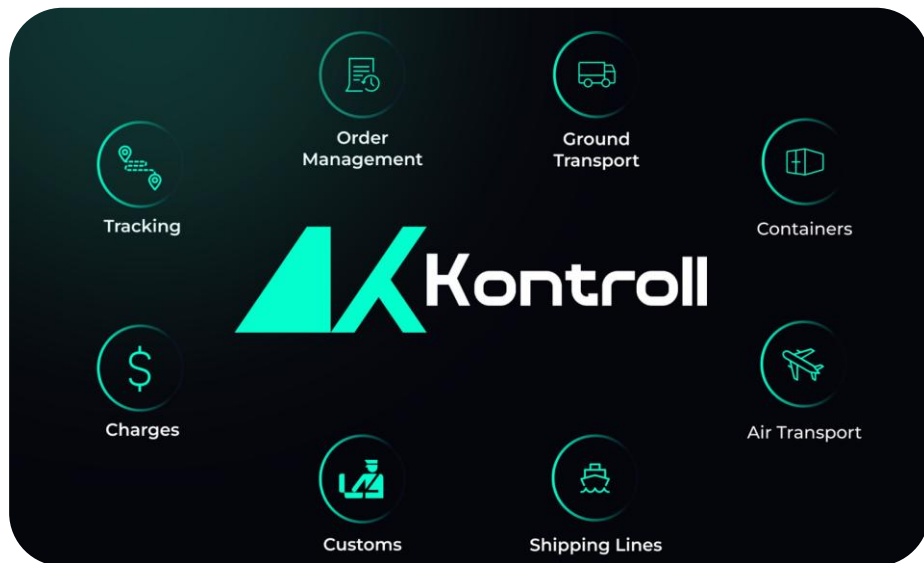 Order
Management
Ground
Transport
Tracking
Containers
Kontroll
$
Charges
Air Transport
Customs
Shipping Lines